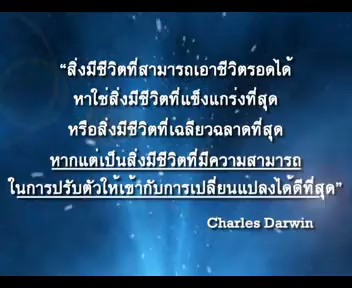 “สิ่งมีชีวิตที่สามารถเอาชีวิตรอดได้
หาใช่สิ่งมีชีวิตที่แข็งแกร่งที่สุด
หรือสิ่งมีชีวิตที่เฉลียวฉลาดที่สุด
หากแต่เป็นสิ่งมีชีวิตที่มีความสามารถ
ในการปรับตัวให้เข้ากับการเปลี่ยนแปลงได้ดีที่สุด”
Charles Darwin